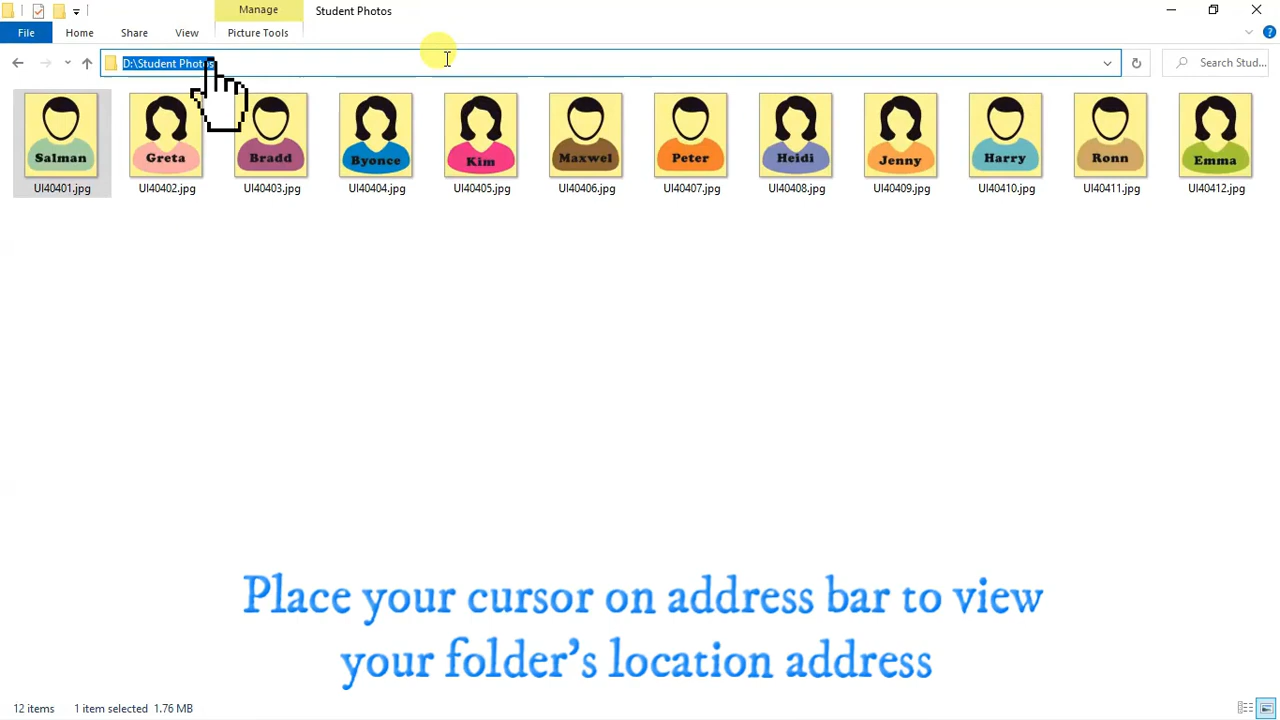 Manage
Student Photos
File
Home
Share
View
Picture Tools
D:\Student Photos
Search Stud...
Salman
Greta
Bradd
Byonce
Kim
Maxwel
Peter
Heidi
Jenny
Harry
Ronn
Emma
UI40401.jpg
UI40402.jpg
UI40403.jpg
UI40404.jpg
UI40405.jpg
UI40406.jpg
UI40407.jpg
UI40408.jpg
UI40409.jpg
UI40410.jpg
UI40411.jpg
UI40412.jpg
Place your cursor on address bar to view
your folder's location address
12 items
1 item selected 1.76 MB